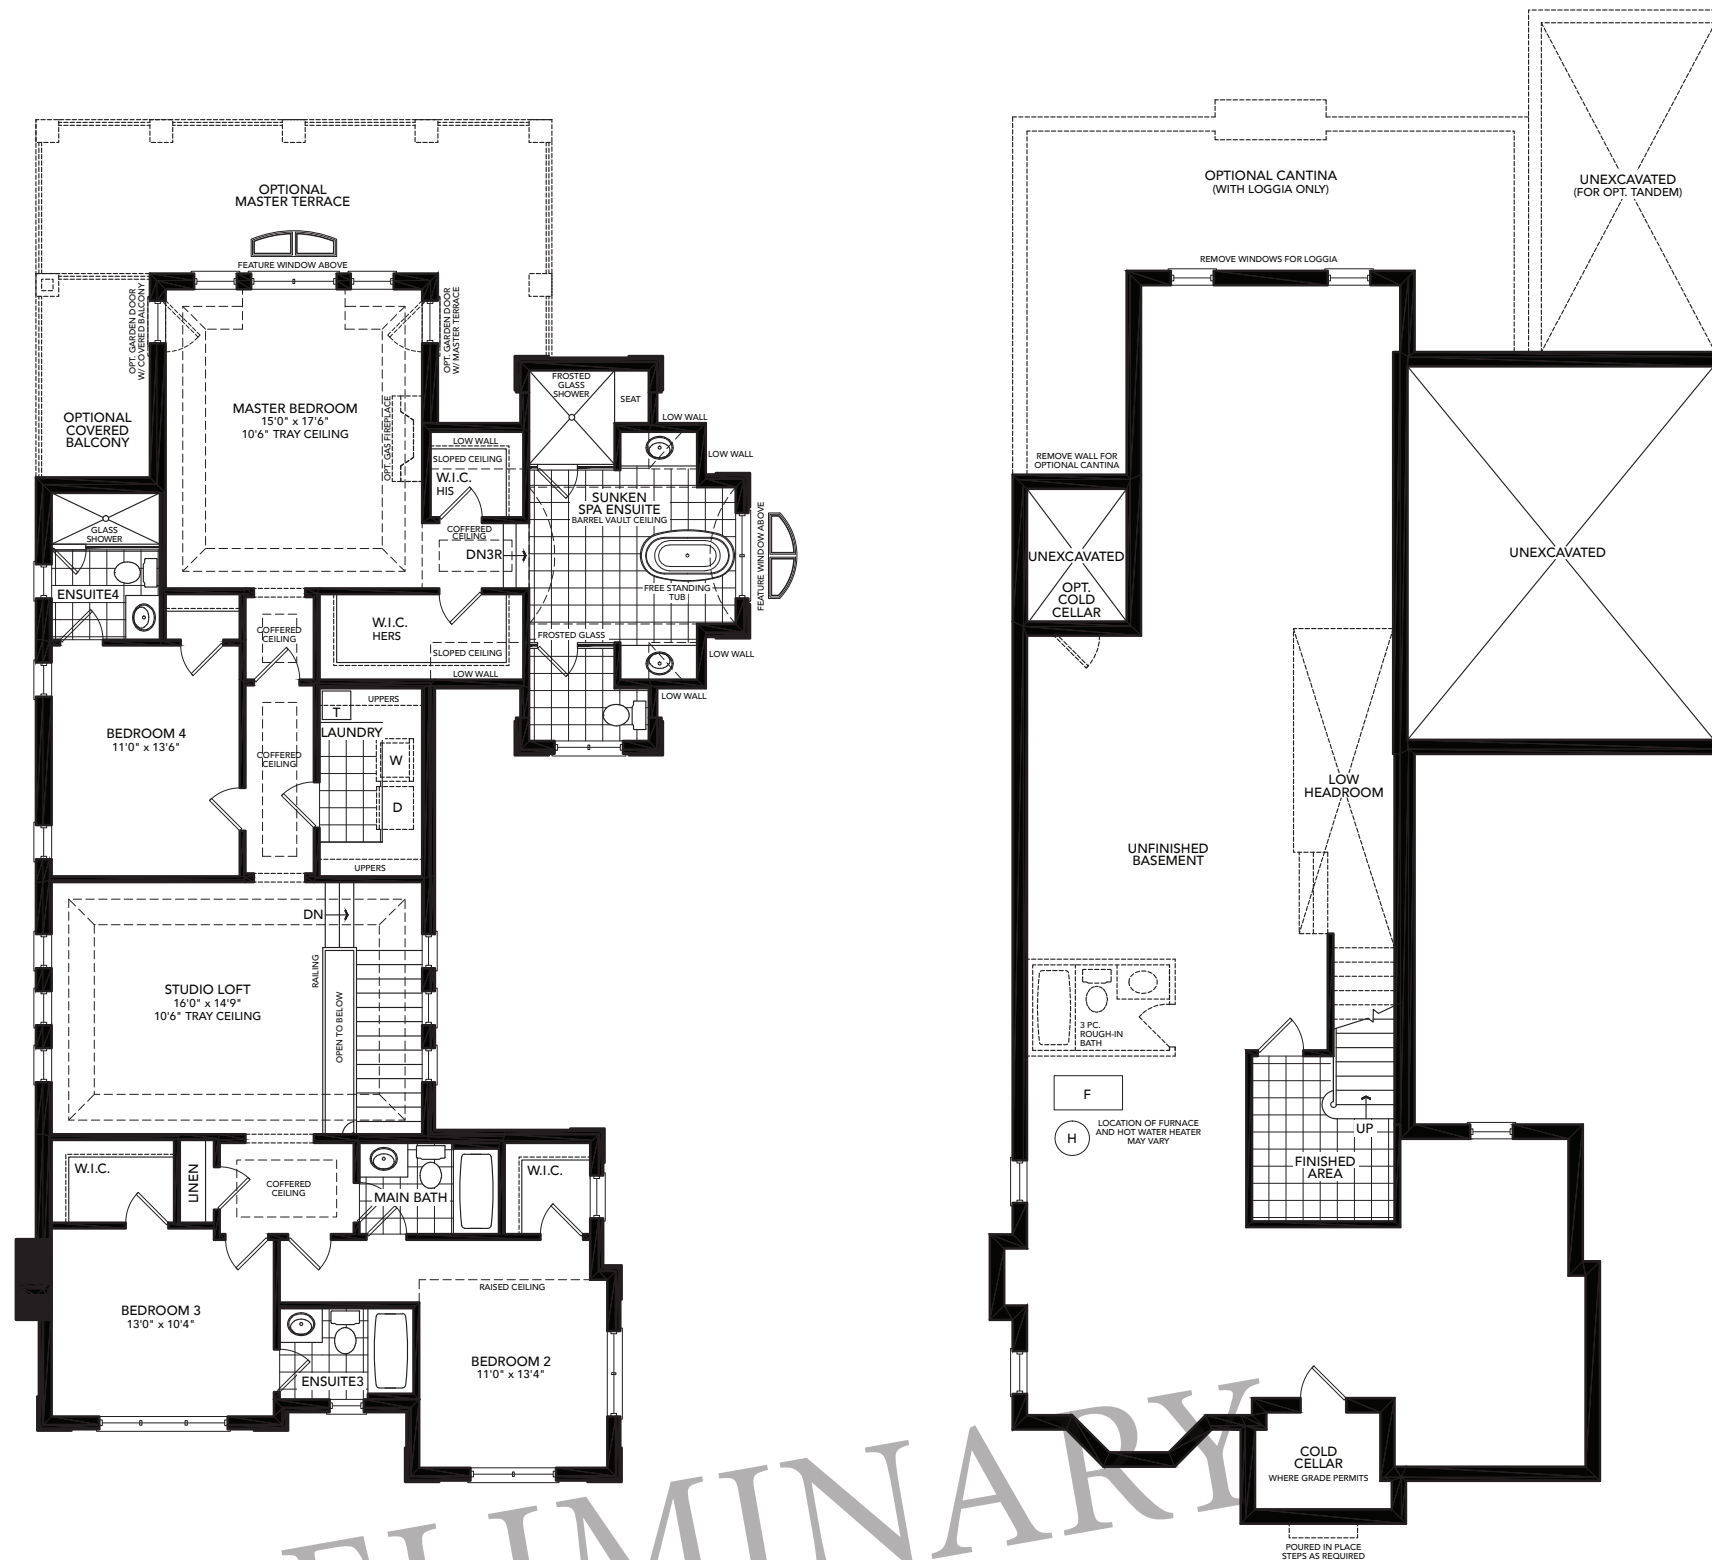 OPTIONAL
MASTER TERRACE
FEATURE WINDOW ABOVE
OPT. GARDEN DOOR
W/ COVERED BALCONY
OPT. GARDEN DOOR
W/ MASTER TERRACE
OPTIONAL
COVERED
BALCONY
MASTER BEDROOM
15'0" x 17'6"
10'6" TRAY CEILING
OPT. GAS FIREPLACE
FROSTED
GLASS
SHOWER
SEAT
LOW WALL
LOW WALL
LOW WALL
SLOPED CEILING
W.I.C.
HIS
SUNKEN
SPA ENSUITE
BARREL VAULT CEILING
FEATURE WINDOW ABOVE
COFFERED
CEILING
DN3R
FREE STANDING
TUB
GLASS
SHOWER
ENSUITE4
COFFERED
CEILING
W.I.C.
HERS
SLOPED CEILING
LOW WALL
FROSTED GLASS
LOW WALL
LOW WALL
BEDROOM 4
11'0" x 13'6"
COFFERED
CEILING
UPPERS
T
LAUNDRY
W
D
UPPERS
DN
RAILING
OPEN TO BELOW
STUDIO LOFT
16'0" x 14'9"
10'6" TRAY CEILING
W.I.C.
LINEN
COFFERED
CEILING
MAIN BATH
W.I.C.
RAISED CEILING
BEDROOM 3
13'0" x 10'4"
ENSUITE3
BEDROOM 2
11'0" x 13'4"
OPTIONAL CANTINA
(WITH LOGGIA ONLY)
UNEXCAVATED
(FOR OPT. TANDEM)
REMOVE WINDOWS FOR LOGGIA
REMOVE WALL FOR
OPTIONAL CANTINA
UNEXCAVATED
OPT.
COLD
CELLAR
UNEXCAVATED
LOW
HEADROOM
UNFINISHED
BASEMENT
3 PC.
ROUGH-IN
BATH
F
H
LOCATION OF FURNACE
AND HOT WATER HEATER
MAY VARY
UP
FINISHED
AREA
COLD
CELLAR
WHERE GRADE PERMITS
POURED IN PLACE
STEPS AS REQUIRED
ELIMINARY